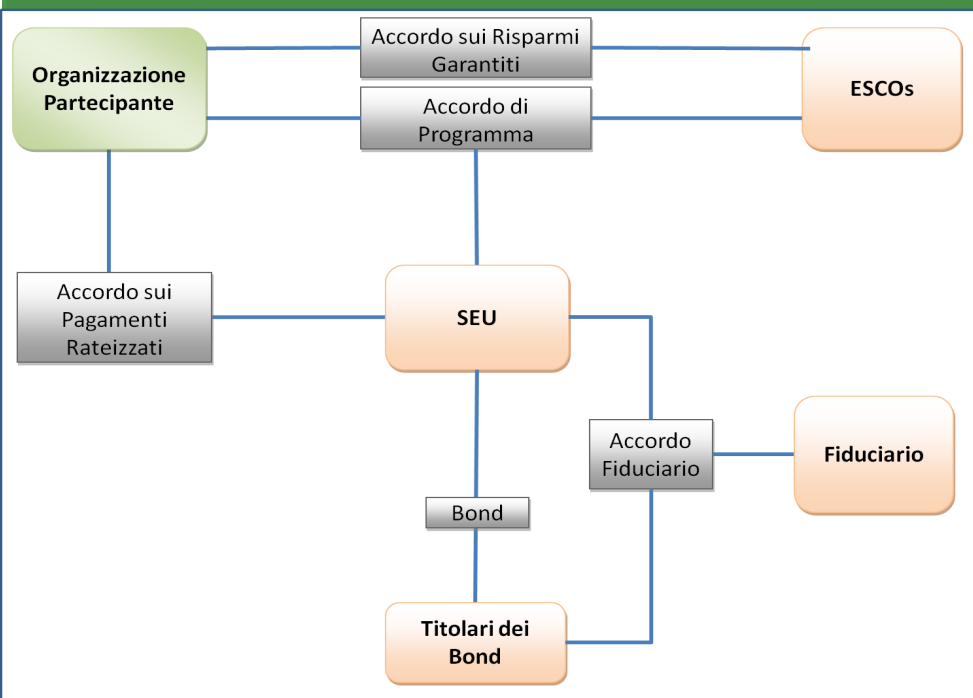 Accordo sui Risparmi
Garantiti
Organizzazione
Partecipante
ESCOs
Accordo di
Programma
Accordo sui
Pagamenti
Rateizzati
SEU
Accordo
Fiduciario
Fiduciario
Bond
Titolari dei
Bond